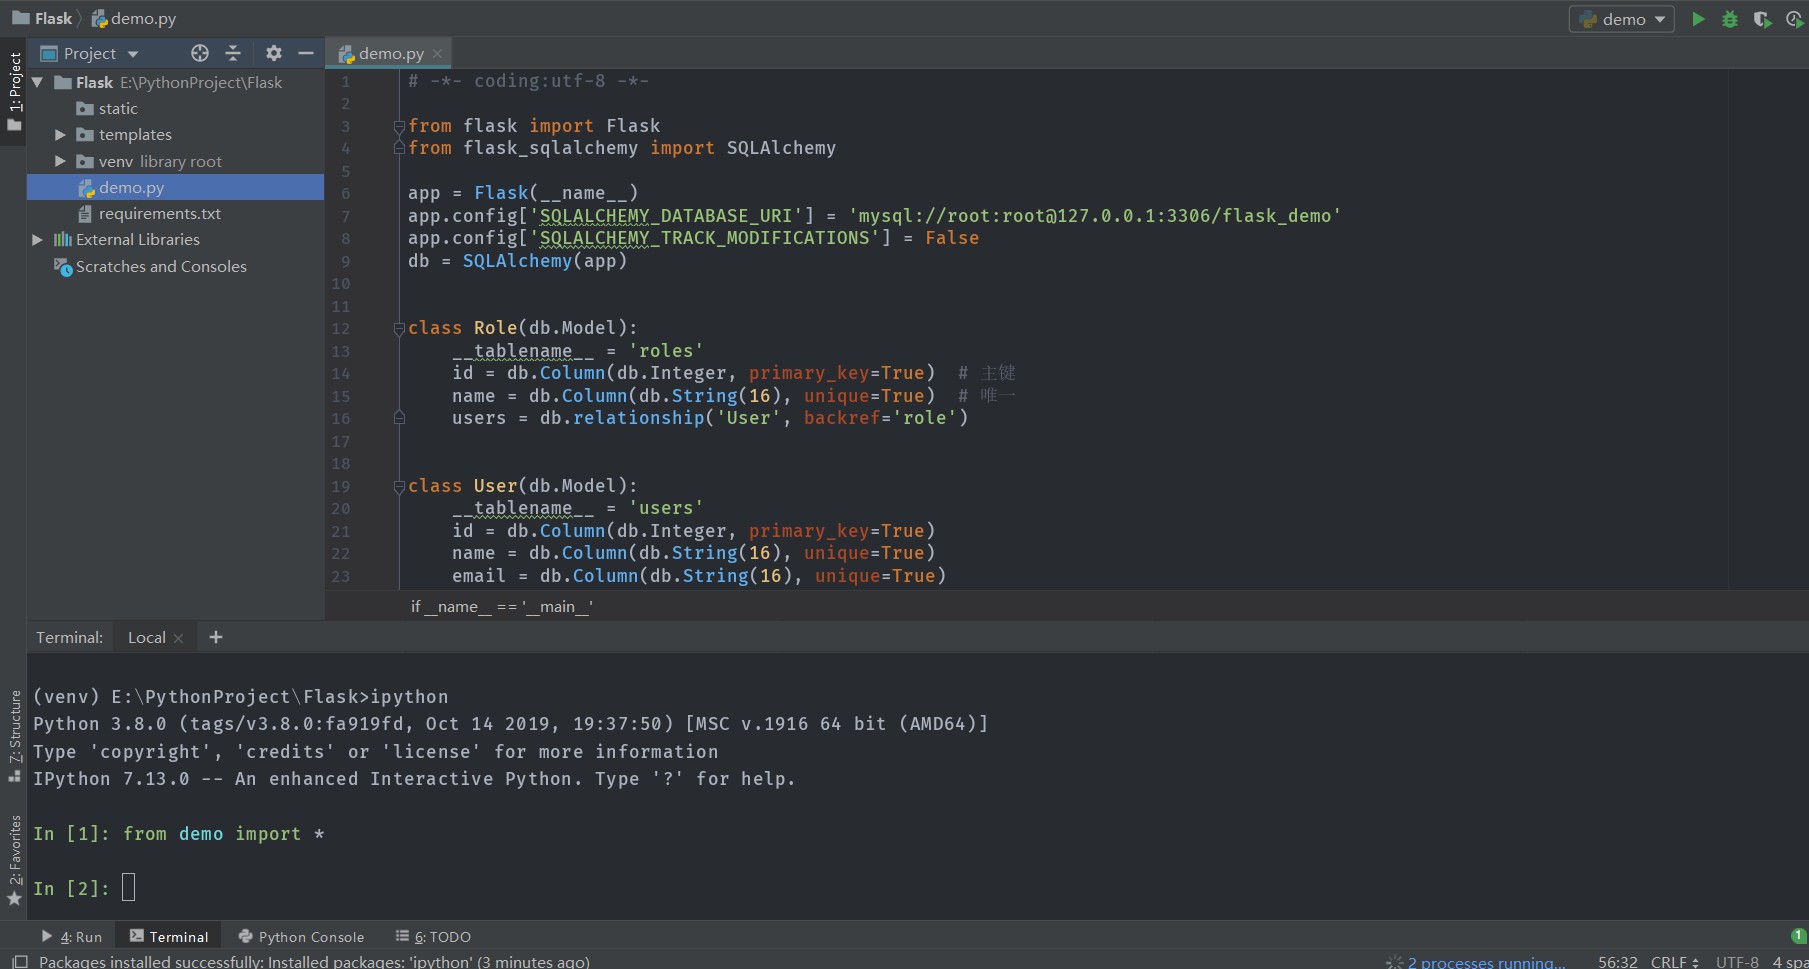 Flask
demo.py
demo
Project
demo.py
1: Project
Flask E:\PythonProject\Flask
static
templates
venv library root
demo.py
requirements.txt
External Libraries
Scratches and Consoles
1 # -*- coding:utf-8 -*-
2
3 from flask import Flask
4 from flask_sqlalchemy import SQLAlchemy
5
6 app = Flask(__name__)
7 app.config['SQLALCHEMY_DATABASE_URI'] = 'mysql://root:root@127.0.0.1:3306/flask_demo'
8 app.config['SQLALCHEMY_TRACK_MODIFICATIONS'] = False
9 db = SQLAlchemy(app)
10
11
12 class Role(db.Model):
13 __tablename__ = 'roles'
14 id = db.Column(db.Integer, primary_key=True) # 主键
15 name = db.Column(db.String(16), unique=True) # 唯一
16 users = db.relationship('User', backref='role')
17
18
19 class User(db.Model):
20 __tablename__ = 'users'
21 id = db.Column(db.Integer, primary_key=True)
22 name = db.Column(db.String(16), unique=True)
23 email = db.Column(db.String(16), unique=True)
if __name__ == '__main__'
Terminal: Local +
(venv) E:\PythonProject\Flask>ipython
Python 3.8.0 (tags/v3.8.0:fa919fd, Oct 14 2019, 19:37:50) [MSC v.1916 64 bit (AMD64)]
Type 'copyright', 'credits' or 'license' for more information
IPython 7.13.0 -- An enhanced Interactive Python. Type '?' for help.
In [1]: from demo import *
In [2]:
7: Structure
2: Favorites
4: Run Terminal Python Console 6: TODO 1
Packages installed successfully: Installed packages: 'ipython' (3 minutes ago) 2 processes running... 56:32 CRLF UTF-8 4 spa